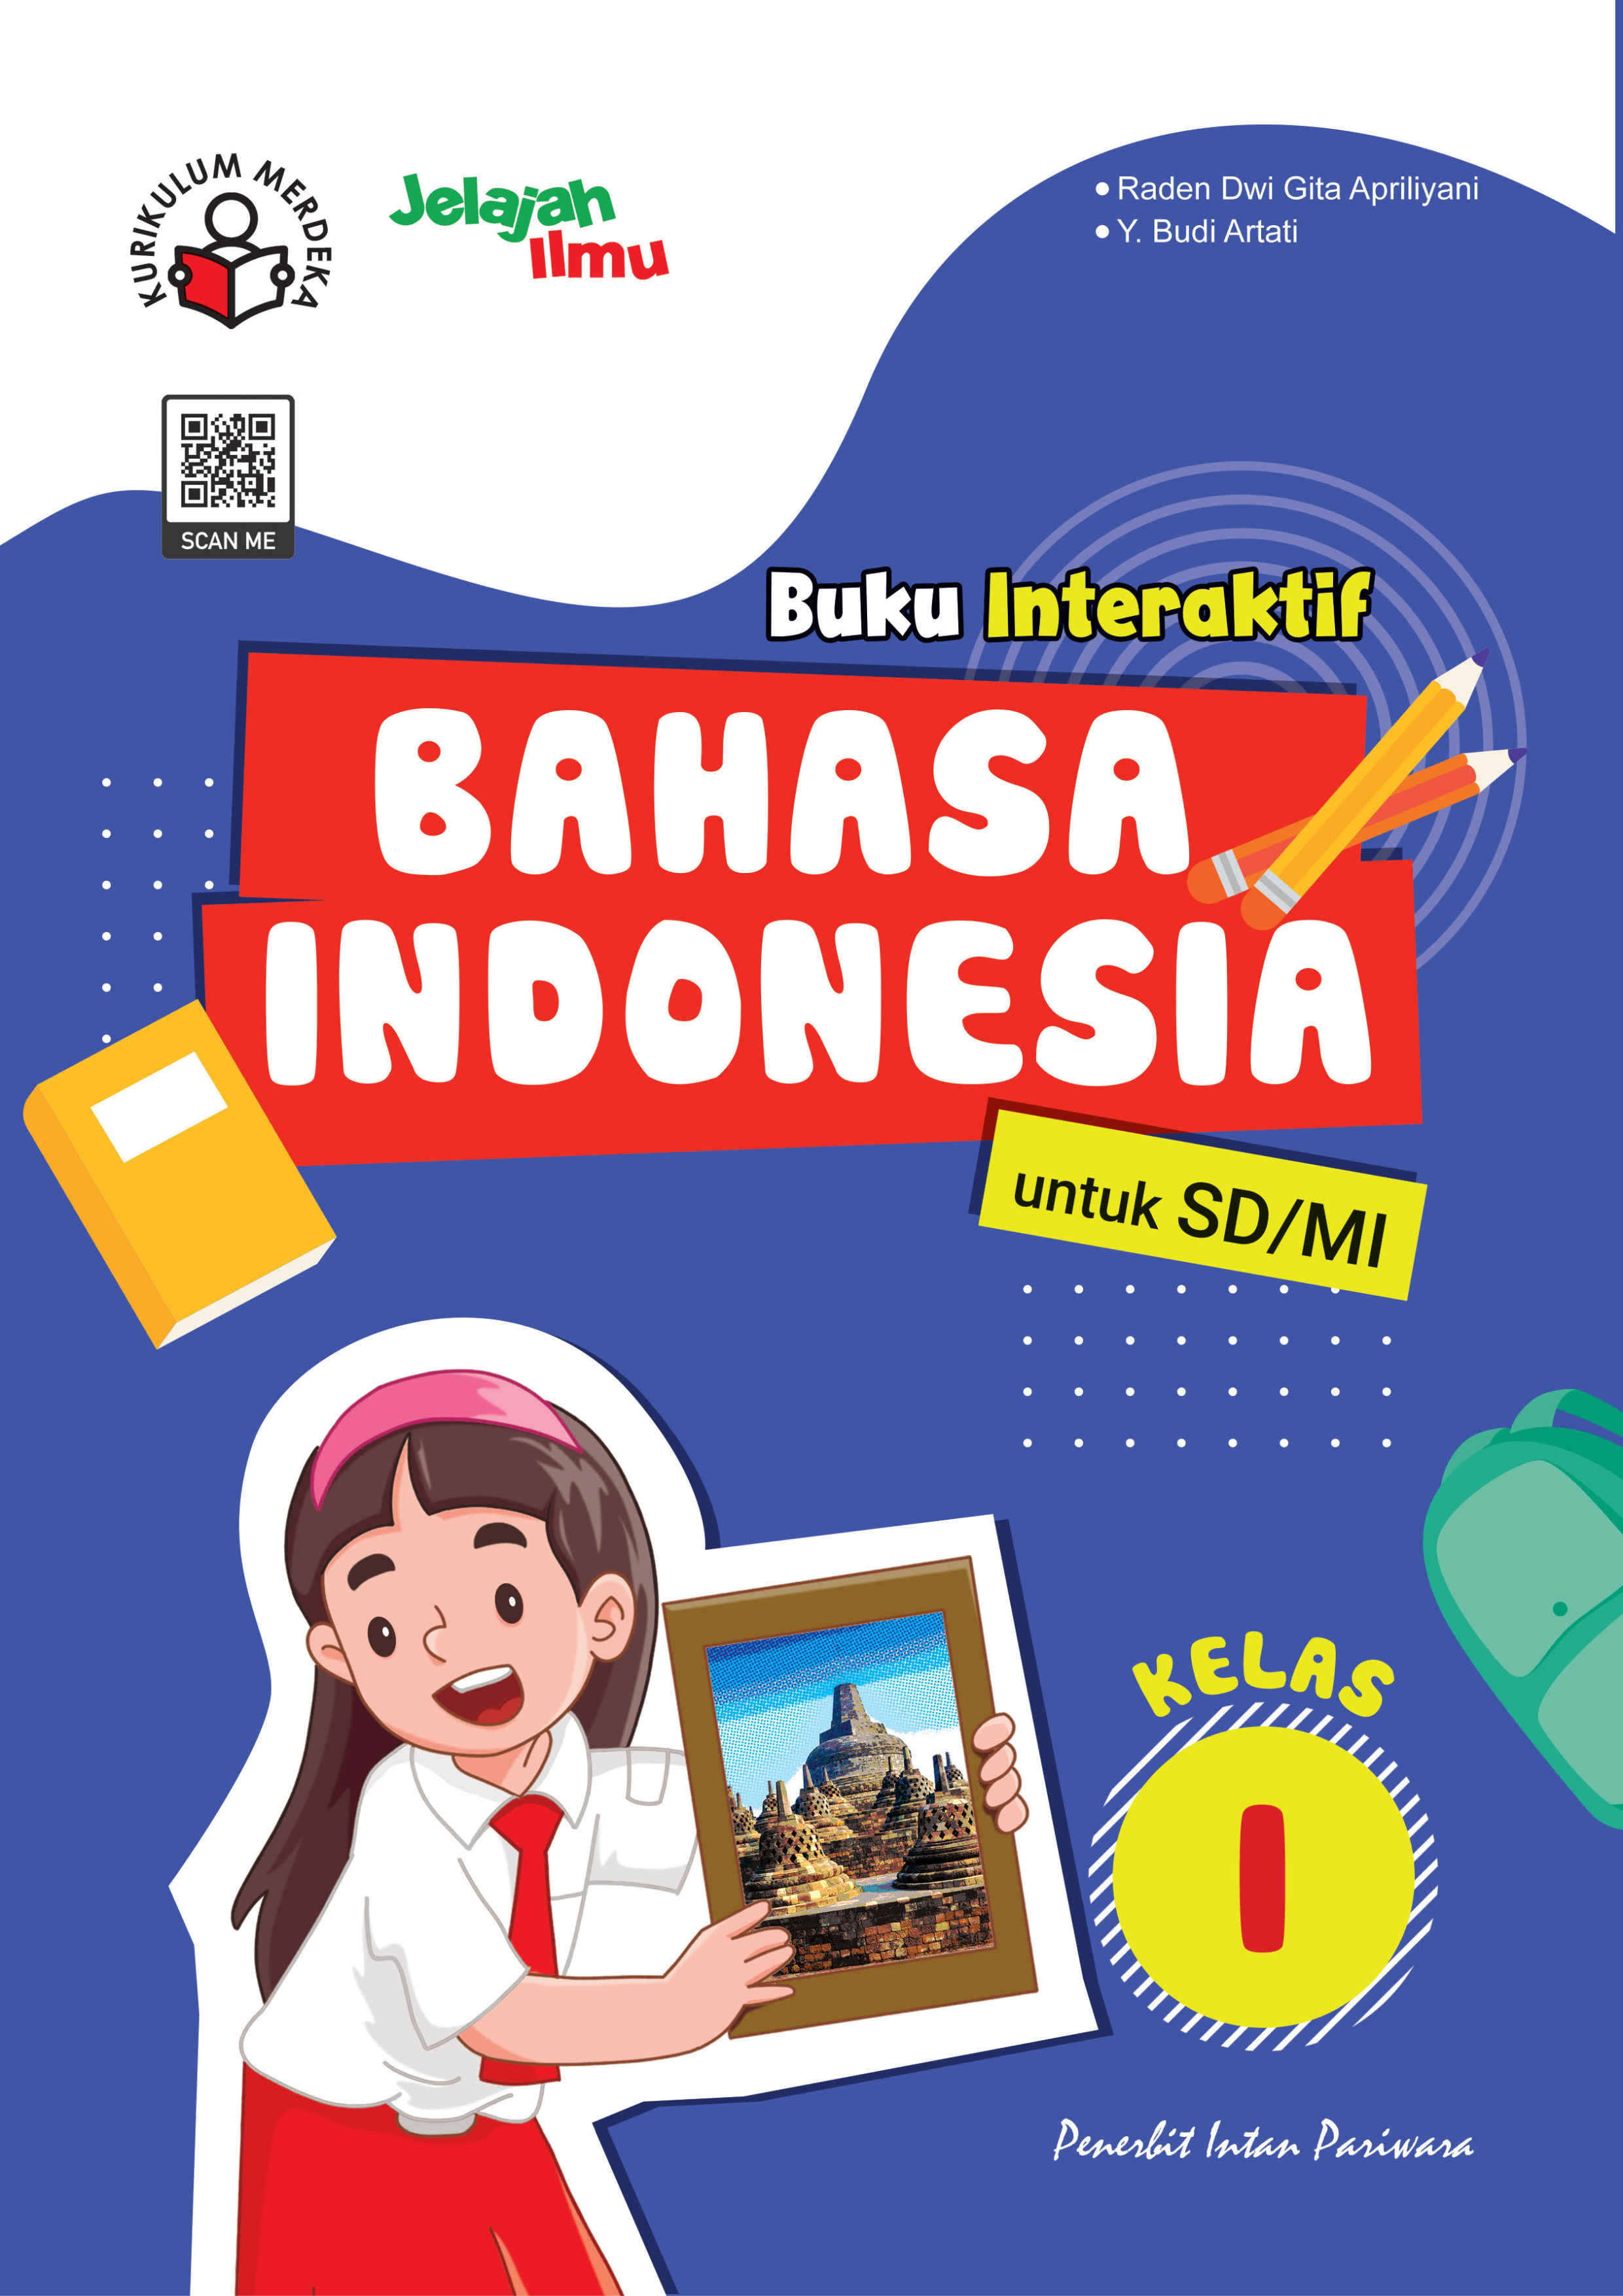 KURIKULUM MERDEKA
Jelajah
Ilmu
• Raden Dwi Gita Apriliyani
• Y. Budi Artati
SCAN ME
Buku Interaktif
BAHASA
INDONESIA
untuk SD/MI
KELAS
I
Penerbit Intan Pariwara